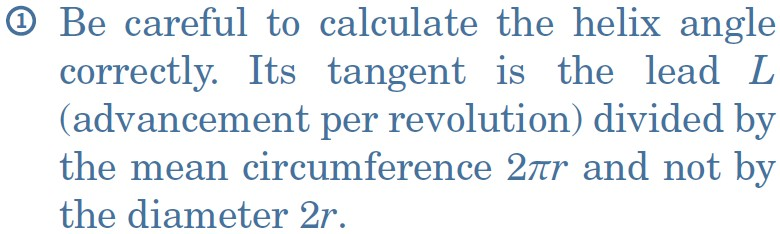 ① Be careful to calculate the helix angle
correctly. Its tangent is the lead L
(advancement per revolution) divided by
the mean circumference 2πr and not by
the diameter 2r.